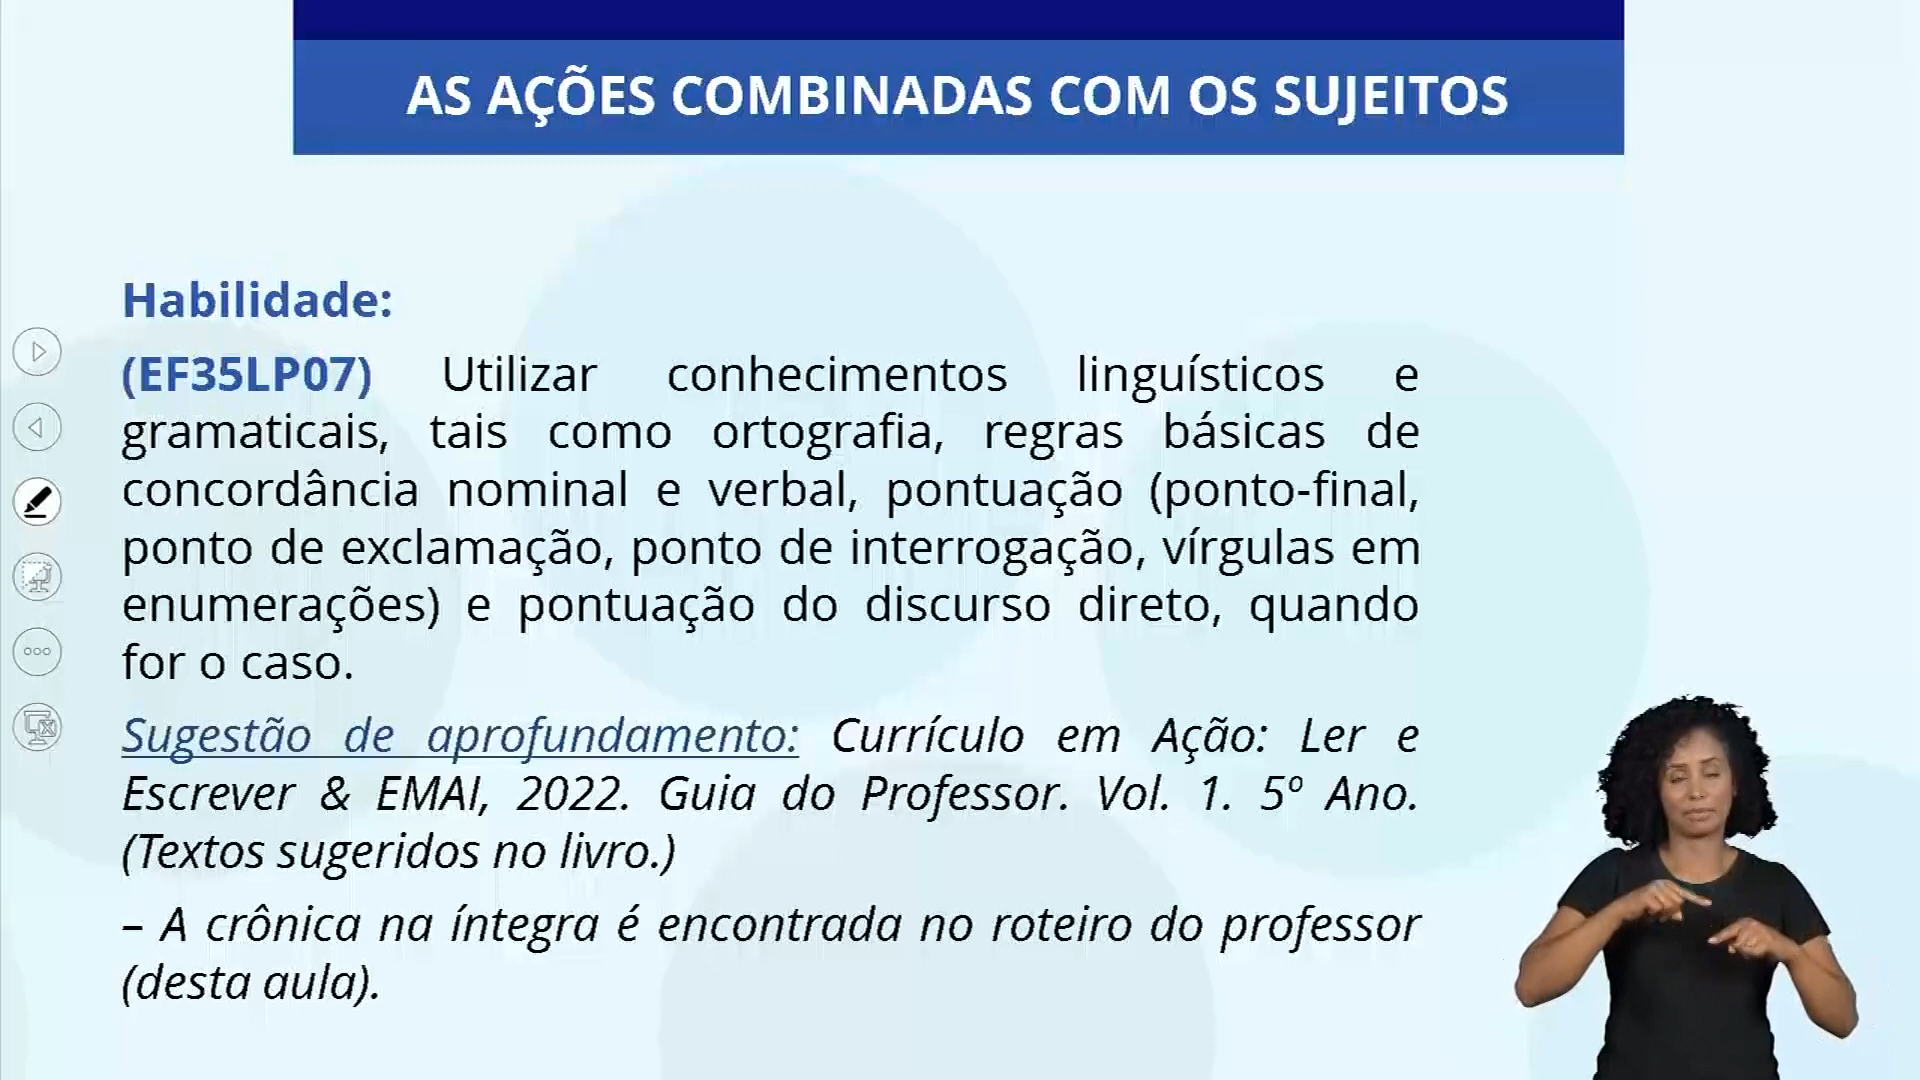 AS AÇÕES COMBINADAS COM OS SUJEITOS
Habilidade:
(EF35LP07) Utilizar conhecimentos linguísticos e
gramaticais, tais como ortografia, regras básicas de
concordância nominal e verbal, pontuação (ponto-final,
ponto de exclamação, ponto de interrogação, vírgulas em
enumerações) e pontuação do discurso direto, quando
for o caso.
Sugestão de aprofundamento: Currículo em Ação: Ler e
Escrever & EMAI, 2022. Guia do Professor. Vol. 1. 5º Ano.
(Textos sugeridos no livro.)
– A crônica na íntegra é encontrada no roteiro do professor
(desta aula).